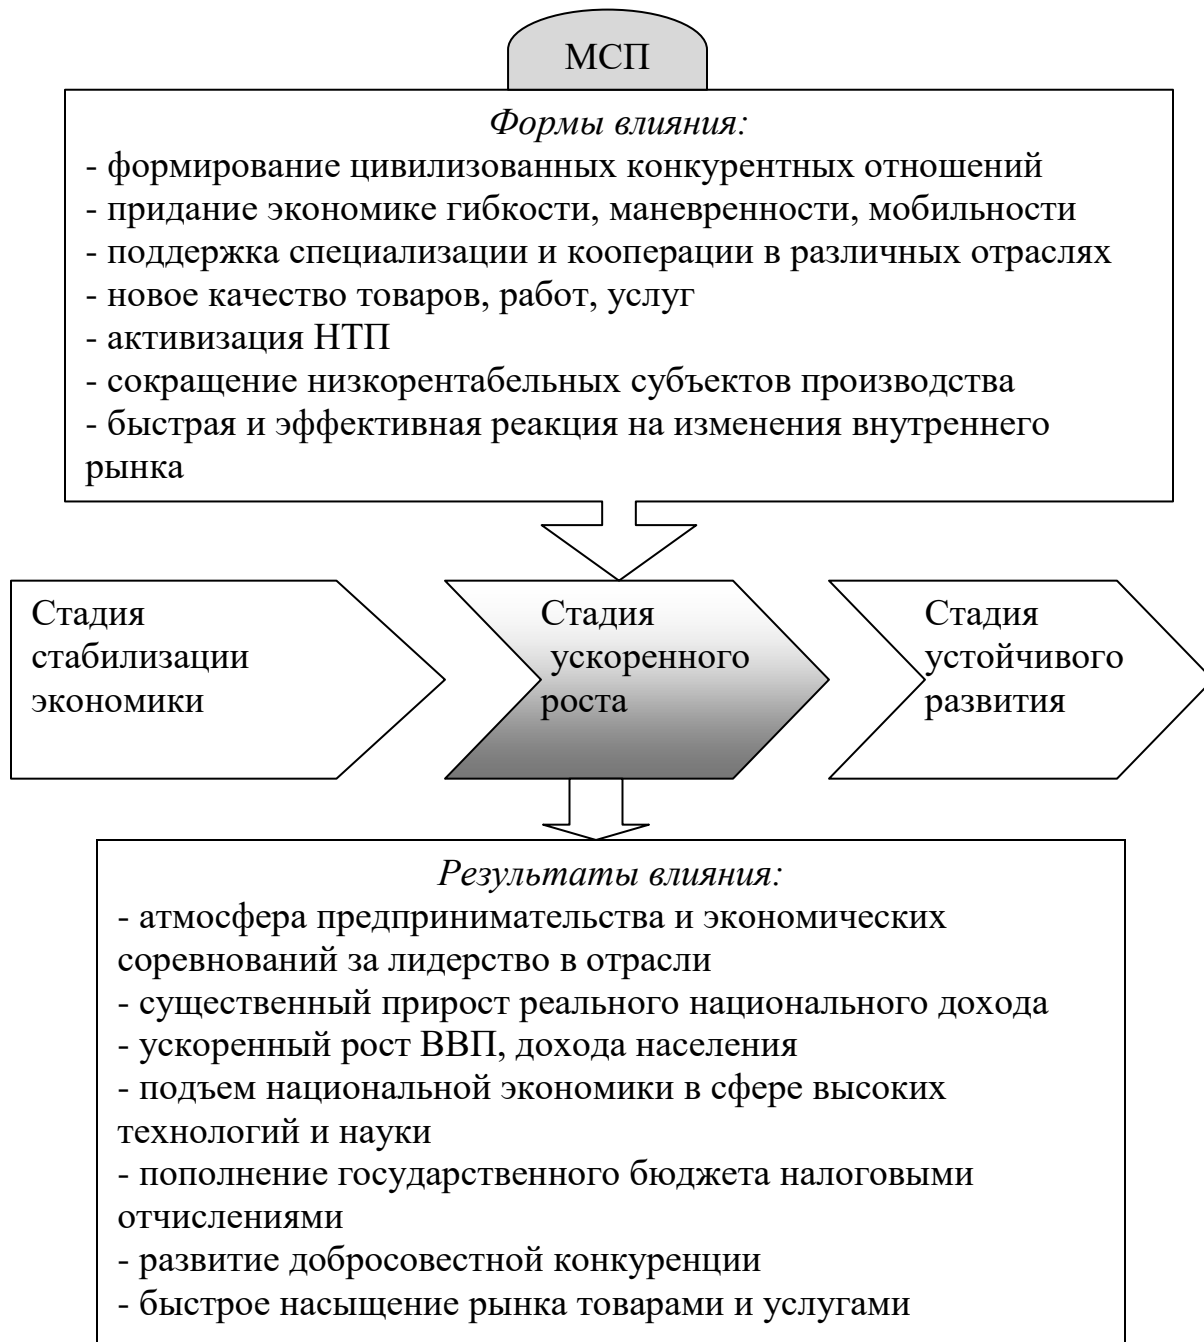 МСП
Формы влияния:
- формирование цивилизованных конкурентных отношений
- придание экономике гибкости, маневренности, мобильности
- поддержка специализации и кооперации в различных отраслях
- новое качество товаров, работ, услуг
- активизация НТП
- сокращение низкорентабельных субъектов производства
- быстрая и эффективная реакция на изменения внутреннего
рынка
Стадия
стабилизации
экономики
Стадия
ускоренного
роста
Стадия
устойчивого
развития
Результаты влияния:
- атмосфера предпринимательства и экономических
соревнований за лидерство в отрасли
- существенный прирост реального национального дохода
- ускоренный рост ВВП, дохода населения
- подъем национальной экономики в сфере высоких
технологий и науки
- пополнение государственного бюджета налоговыми
отчислениями
- развитие добросовестной конкуренции
- быстрое насыщение рынка товарами и услугами